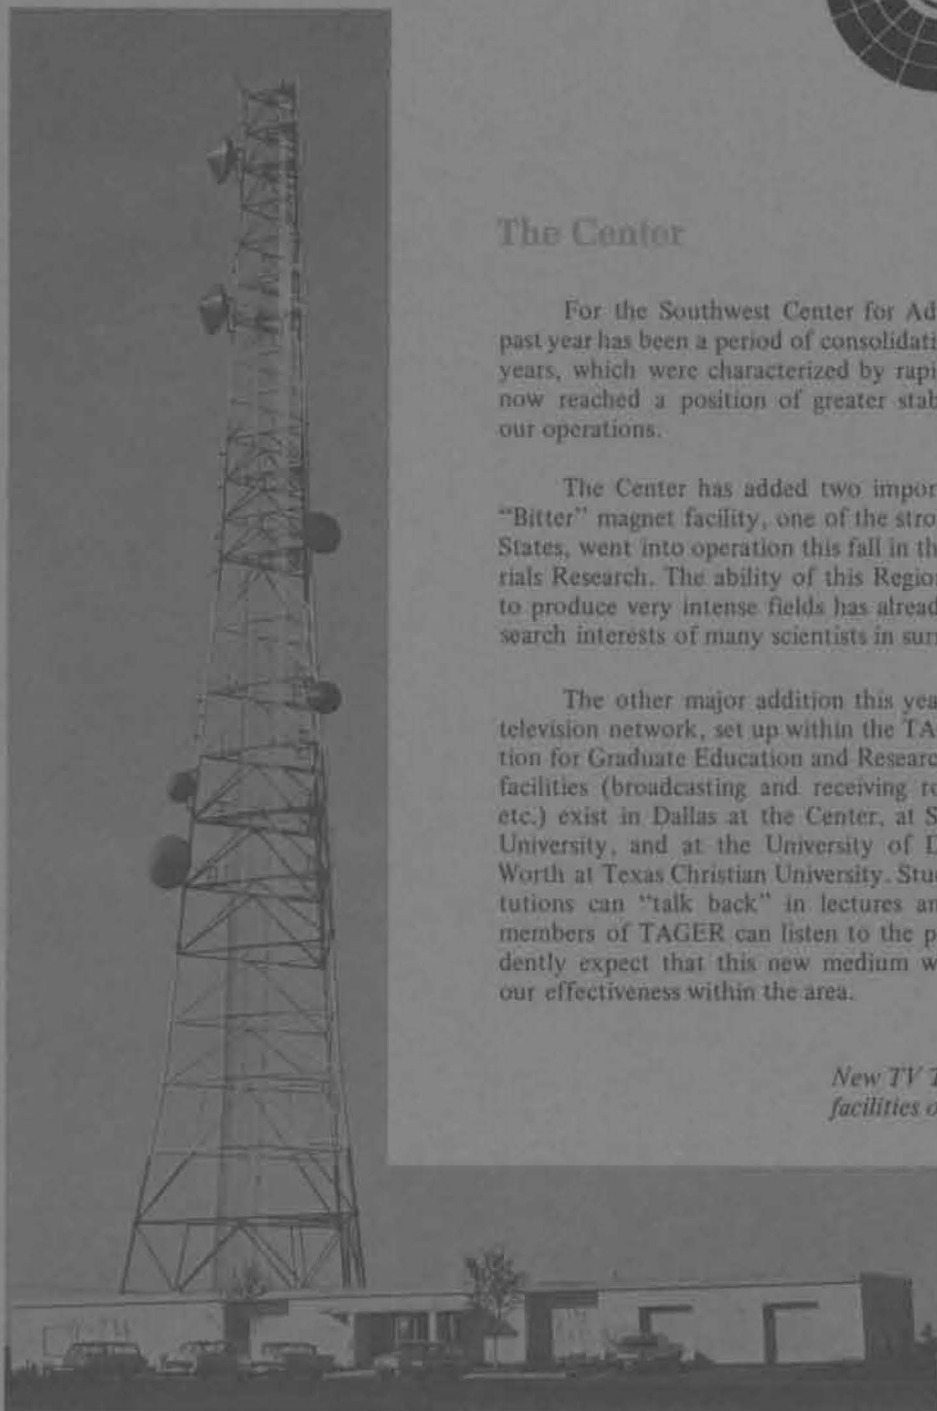 The Center
For the Southwest Center for Ad
past year has been a period of consolidati
years, which were characterized by rapi
now reached a position of greater stab
our operations.
The Center has added two impor
“Bitter” magnet facility, one of the stro
States, went into operation this fall in th
rials Research. The ability of this Region
to produce very intense fields has alread
search interests of many scientists in surr
The other major addition this yea
television network, set up within the TA
tion for Graduate Education and Researc
facilities (broadcasting and receiving ro
etc.) exist in Dallas at the Center, at S
University, and at the University of D
Worth at Texas Christian University. Stud
tutions can “talk back” in lectures an
members of TAGER can listen to the p
dently expect that this new medium w
our effectiveness within the area.
New TV T
facilities o